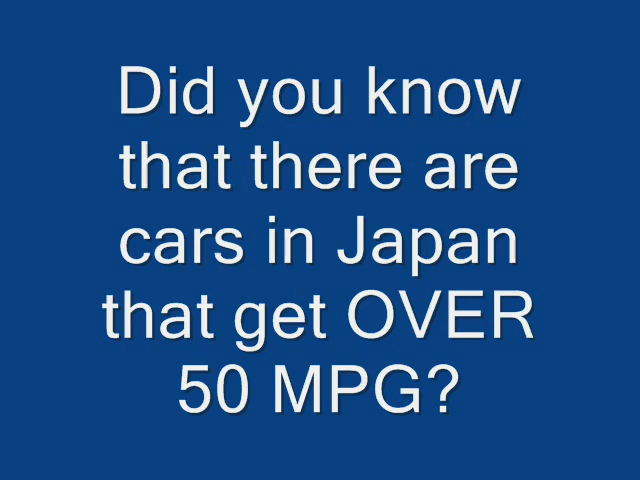 Did you know
that there are
cars in Japan
that get OVER
50 MPG?